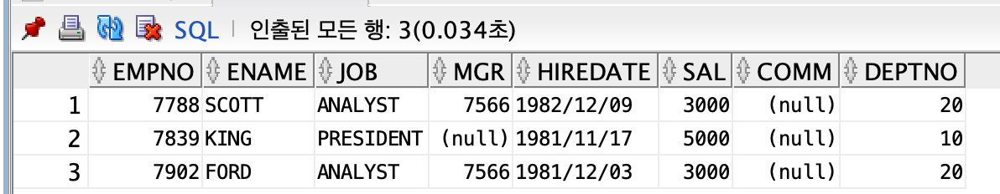 SQL 인출된 모든 행: 3(0.034초)
EMPNO ENAME JOB MGR HIREDATE SAL COMM DEPTNO
1 7788 SCOTT ANALYST 7566 1982/12/09 3000 (null) 20
2 7839 KING PRESIDENT (null) 1981/11/17 5000 (null) 10
3 7902 FORD ANALYST 7566 1981/12/03 3000 (null) 20